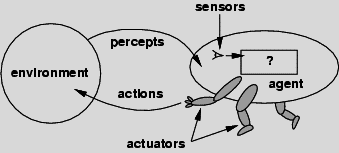 sensors
percepts
?
environment
agent
actions
actuators